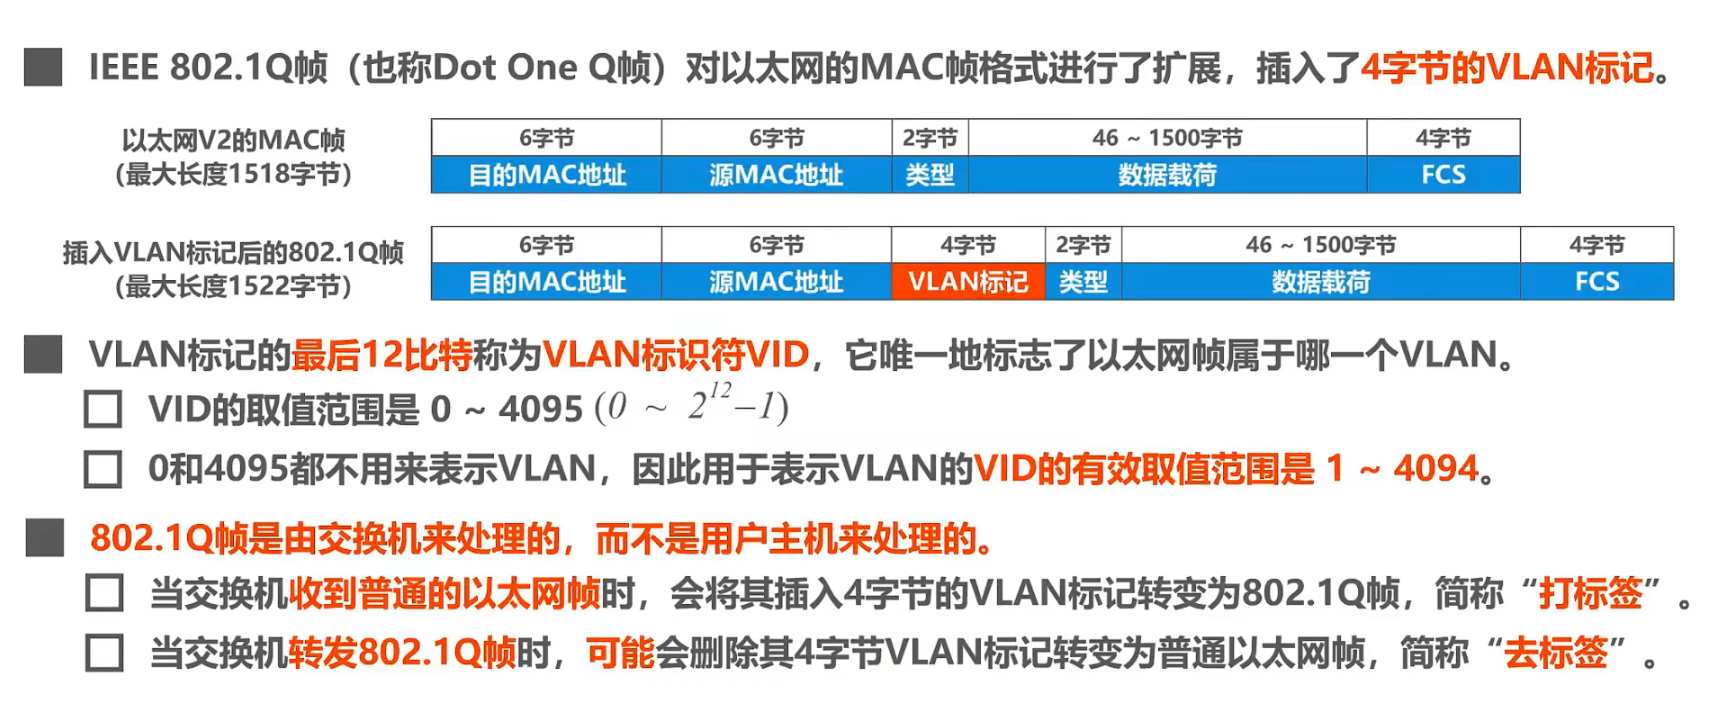 IEEE 802.1Q帧（也称Dot One Q帧）对以太网的MAC帧格式进行了扩展，插入了4字节的VLAN标记。
以太网V2的MAC帧
(最大长度1518字节)
6字节 6字节 2字节 46 ~ 1500字节 4字节
目的MAC地址 源MAC地址 类型 数据载荷 FCS
插入VLAN标记后的802.1Q帧
(最大长度1522字节)
6字节 6字节 4字节 2字节 46 ~ 1500字节 4字节
目的MAC地址 源MAC地址 VLAN标记 类型 数据载荷 FCS
VLAN标记的最后12比特称为VLAN标识符VID，它唯一地标志了以太网帧属于哪一个VLAN。
VID的取值范围是 0 ~ 4095 (0 ~ 2¹²−1)
0和4095都不用来表示VLAN，因此用于表示VLAN的VID的有效取值范围是 1 ~ 4094。
802.1Q帧是由交换机来处理的，而不是用户主机来处理的。
当交换机收到普通的以太网帧时，会将其插入4字节的VLAN标记转变为802.1Q帧，简称“打标签”。
当交换机转发802.1Q帧时，可能会删除其4字节VLAN标记转变为普通以太网帧，简称“去标签”。